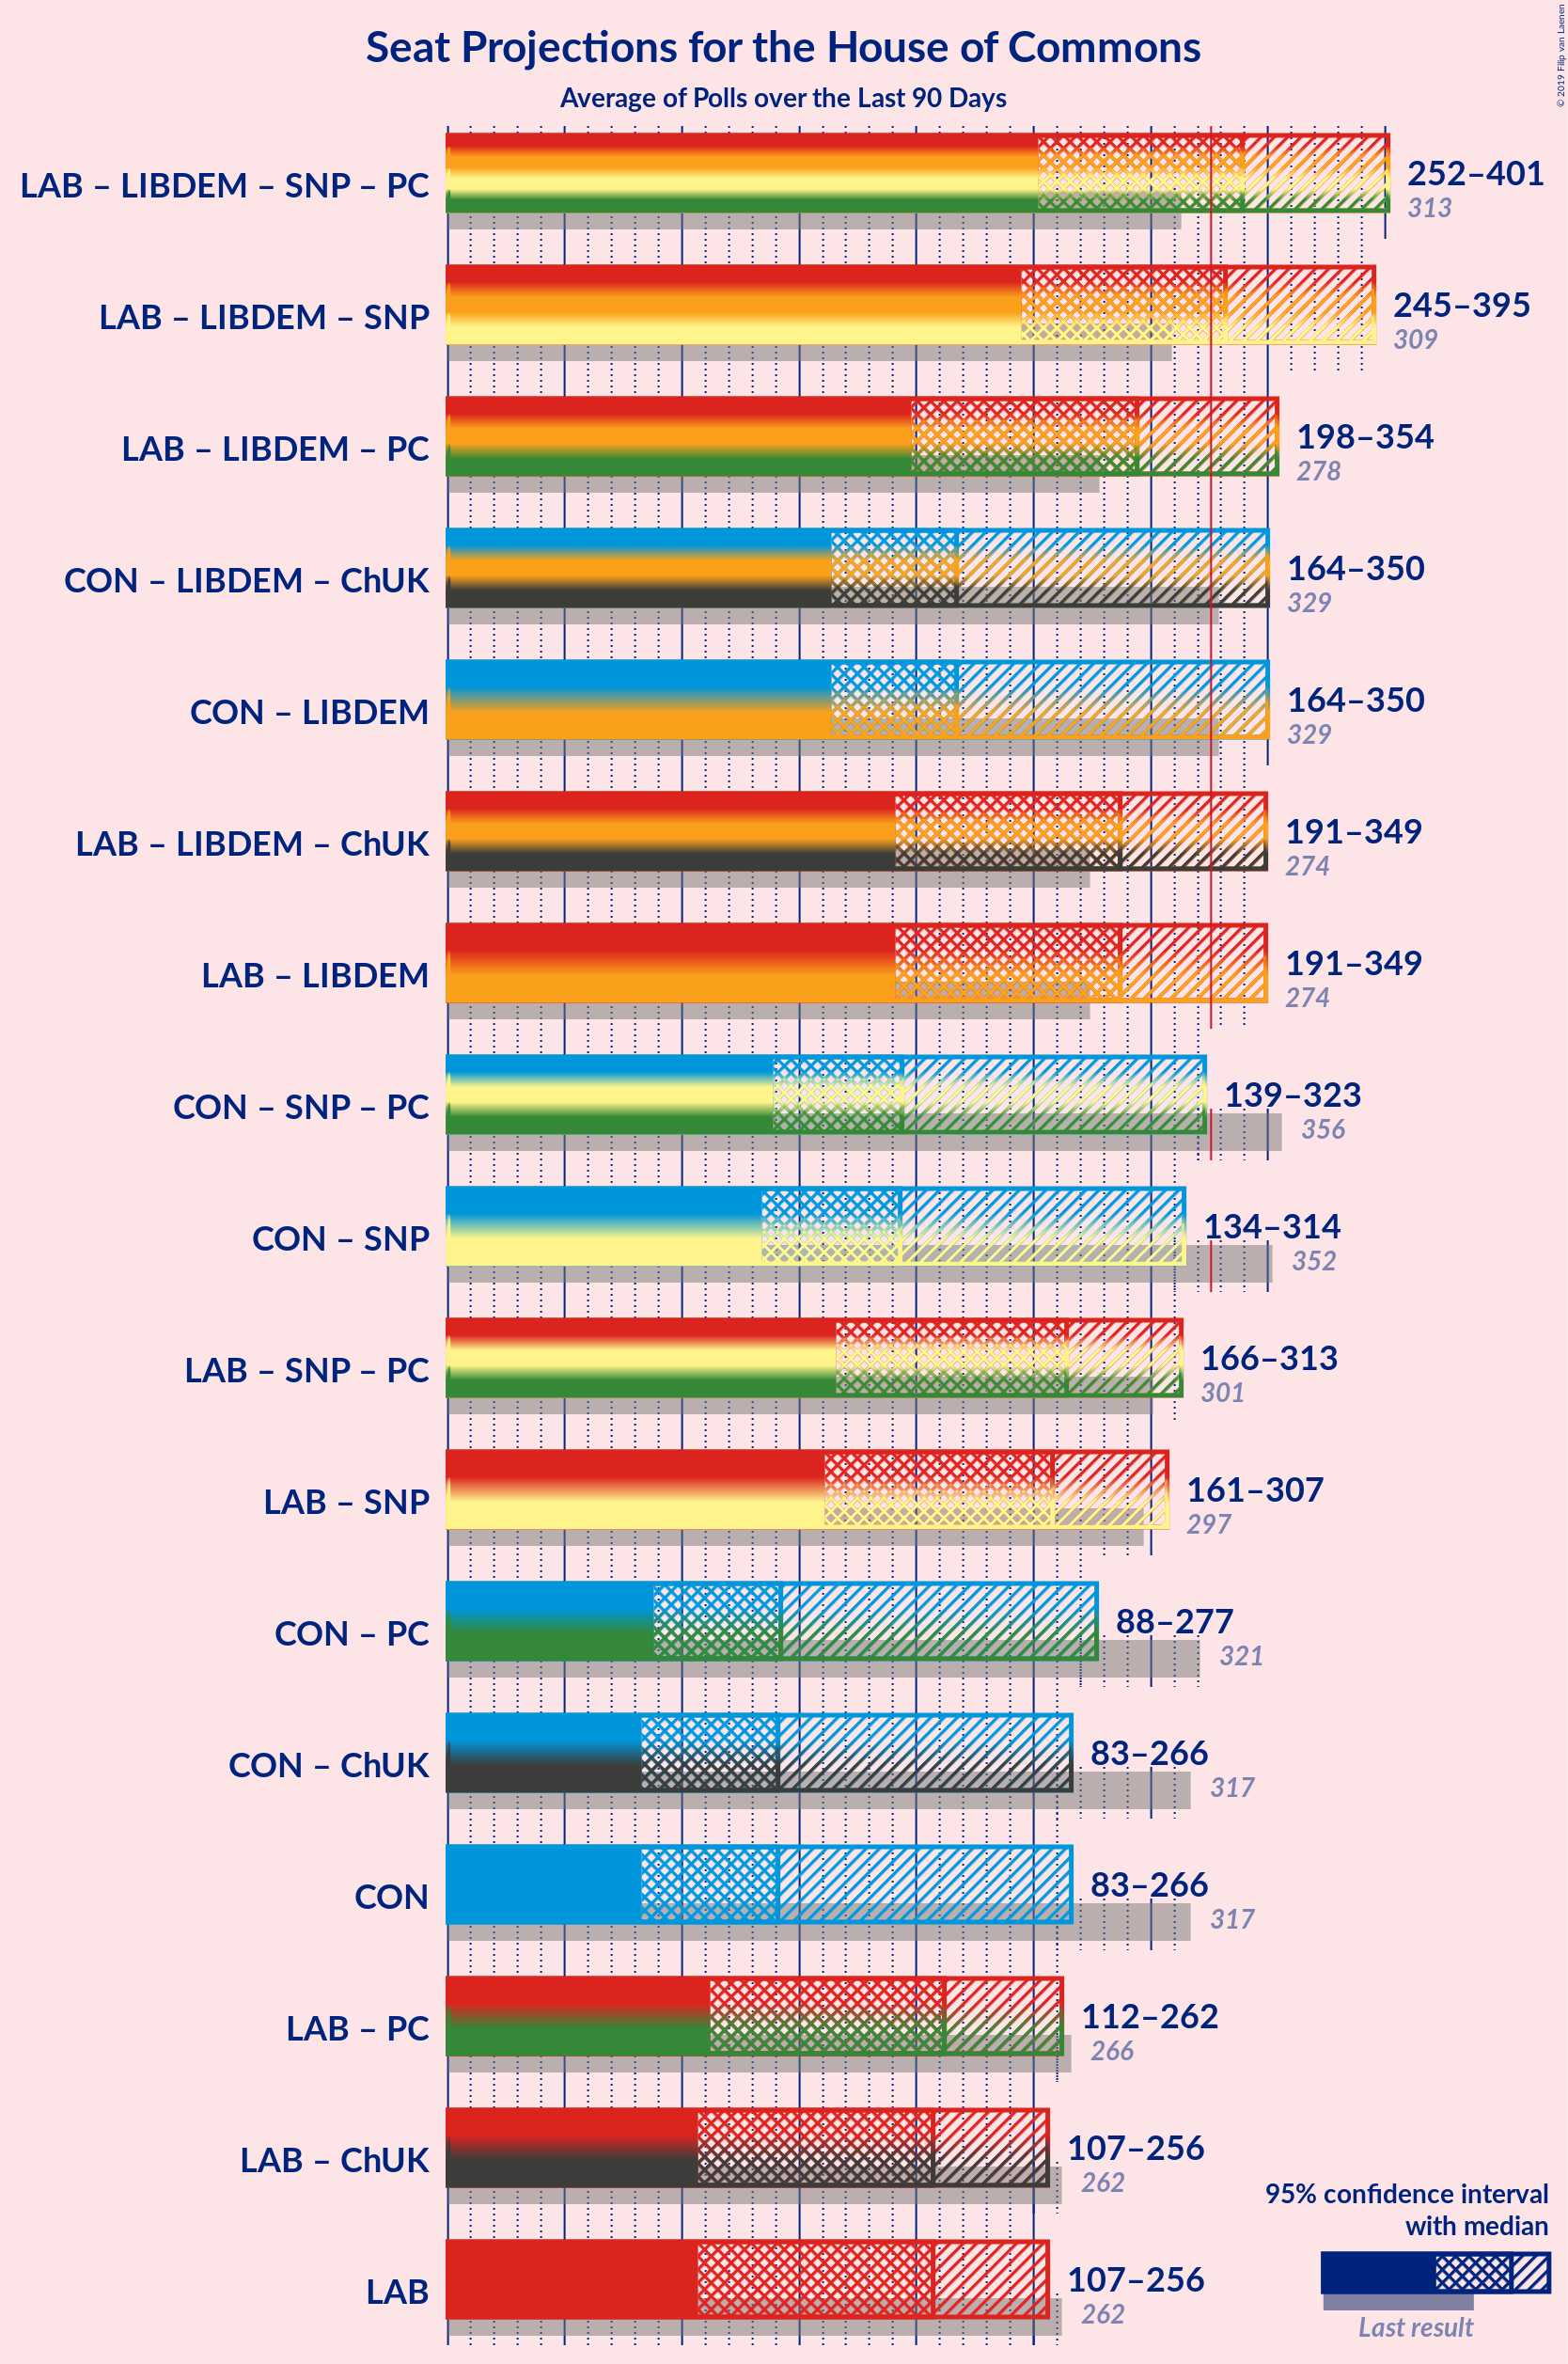 Seat Projections for the House of Commons
Average of Polls over the Last 90 Days
© 2019 Filip van Laenen
LAB – LIBDEM – SNP – PC
252–401
313
LAB – LIBDEM – SNP
245–395
309
LAB – LIBDEM – PC
198–354
278
CON – LIBDEM – ChUK
164–350
329
CON – LIBDEM
164–350
329
LAB – LIBDEM – ChUK
191–349
274
LAB – LIBDEM
191–349
274
CON – SNP – PC
139–323
356
CON – SNP
134–314
352
LAB – SNP – PC
166–313
301
LAB – SNP
161–307
297
CON – PC
88–277
321
CON – ChUK
83–266
317
CON
83–266
317
LAB – PC
112–262
266
LAB – ChUK
107–256
262
LAB
107–256
262
95% confidence interval
with median
Last result